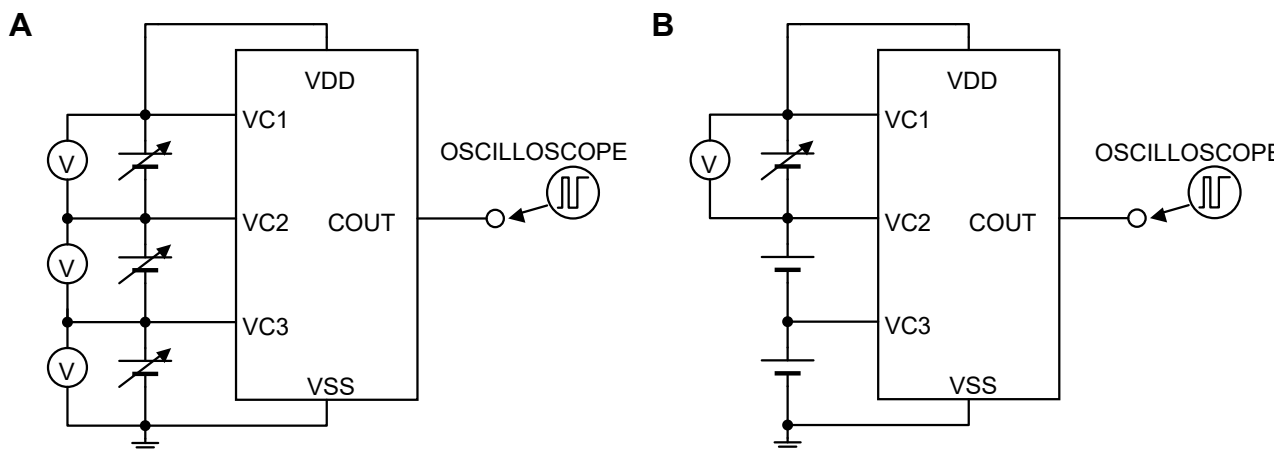 A
VDD
VC1
V
OSCILLOSCOPE
VC2
COUT
V
VC3
V
VSS
B
VDD
VC1
V
OSCILLOSCOPE
VC2
COUT
VC3
VSS